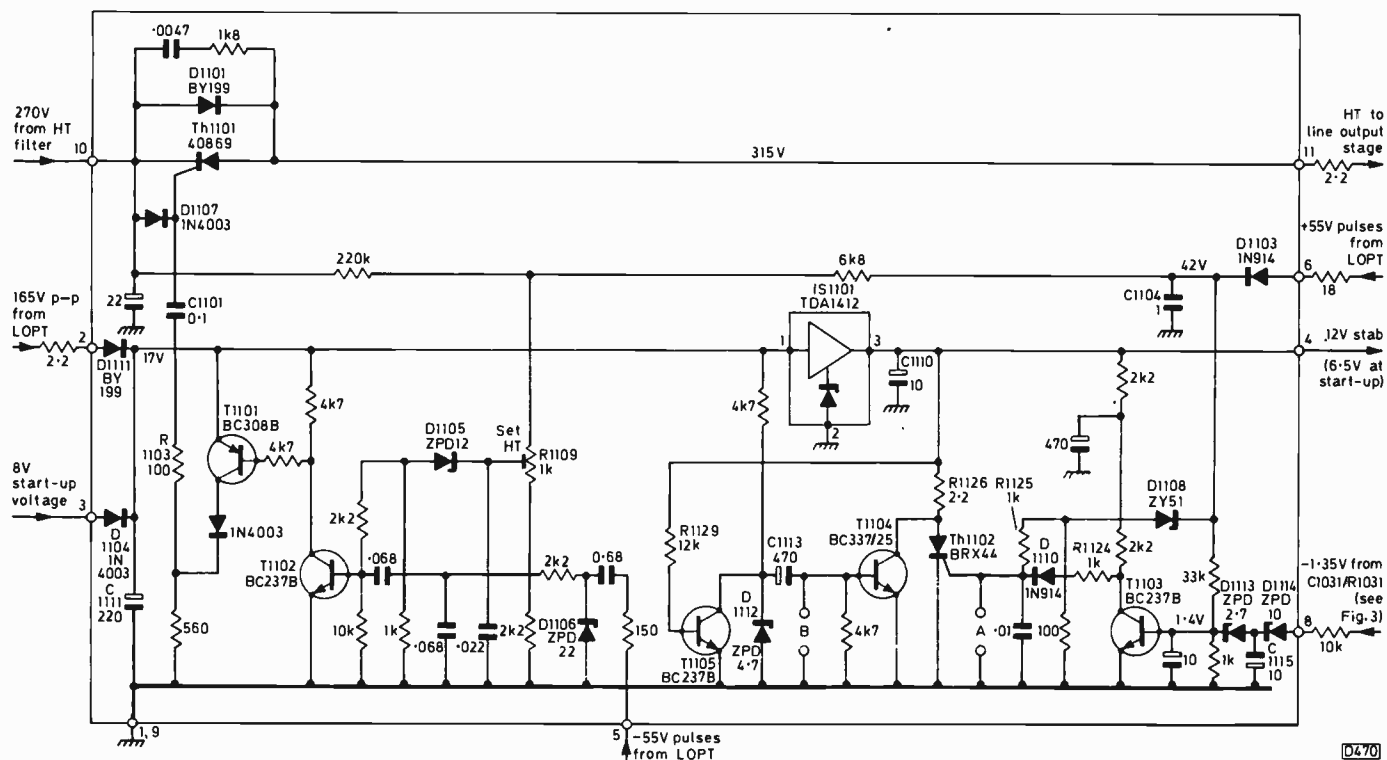 ·0047
1k8
D1101
BY199
270V
from HT
filter
10
Th1101
40869
315V
HT to
line output
stage
11
2·2
D1107
1N4003
+55V pulses
from
LOPT
D1103
1N914
6
18
220k
6k8
42V
22
C1101
0·1
IS1101
TDA1412
C1104
1
165V p-p
from
LOPT
2
2·2
D1111
BY
199
17V
1
3
2
C1110
10
4
12V stab
(6·5V at
start-up)
T1101
BC308B
4k7
4k7
R
1103
100
D1105
ZPD12
Set
HT
R1109
1k
4k7
2k2
470
8V
start-up
voltage
3
D
1104
1N
4003
1N4003
2k2
R1129
12k
R1126
2·2
R1125
1k
D1108
ZY51
T1104
BC337/25
Th1102
BRX44
D
1110
1N914
R1124
1k
2k2
T1103
BC237B
33k
D1113
ZPD
2·7
D1114
ZPD
10
-1·35V from
C1031/R1031
(see
Fig.3)
8
10k
C
1111
220
560
T1102
BC237B
·068
2k2
0·68
C1113
470
10k
1k
·068
·022
2k2
D1106
ZPD
22
150
T1105
BC237B
D
1112
ZPD
4·7
B
4k7
A
·01
100
1·4V
10
1k
C
1115
10
1,9
5
-55V pulses
from LOPT
D470